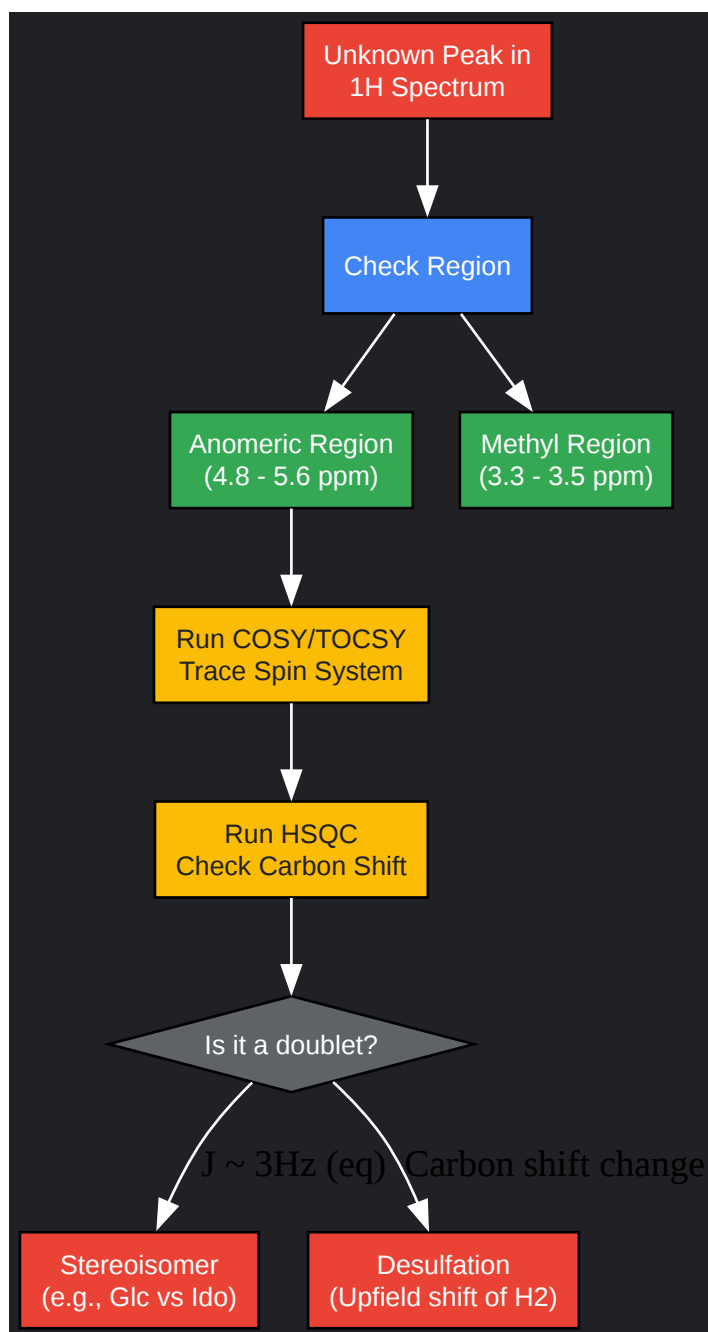 Unknown Peak in
1H Spectrum
Check Region
Anomeric Region
(4.8 - 5.6 ppm)
Methyl Region
(3.3 - 3.5 ppm)
Run COSY/TOCSY
Trace Spin System
Run HSQC
Check Carbon Shift
Is it a doublet?
J ~ 3Hz (eq)
Carbon shift change
Stereoisomer
(e.g., Glc vs Ido)
Desulfation
(Upfield shift of H2)